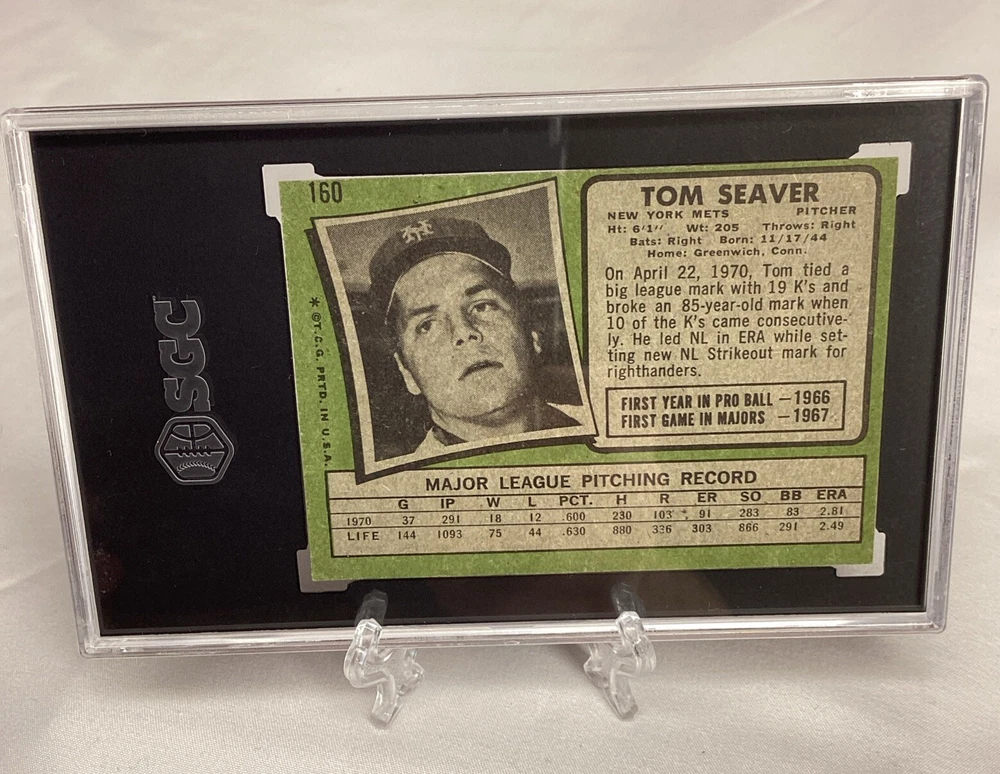 SGC
160
* ©T.C.G. PRTD. IN U.S.A.
NY
TOM SEAVER
NEW YORK METS PITCHER
Ht: 6'1" Wt: 205 Throws: Right
Bats: Right Born: 11/17/44
Home: Greenwich, Conn.
On April 22, 1970, Tom tied a
big league mark with 19 K's and
broke an 85-year-old mark when
10 of the K's came consecutive-
ly. He led NL in ERA while set-
ting new NL Strikeout mark for
righthanders.
FIRST YEAR IN PRO BALL – 1966
FIRST GAME IN MAJORS – 1967
MAJOR LEAGUE PITCHING RECORD
G IP W L PCT. H R ER SO BB ERA
1970 37 291 18 12 .600 230 103 91 283 83 2.81
LIFE 144 1093 75 44 .630 880 336 303 866 291 2.49